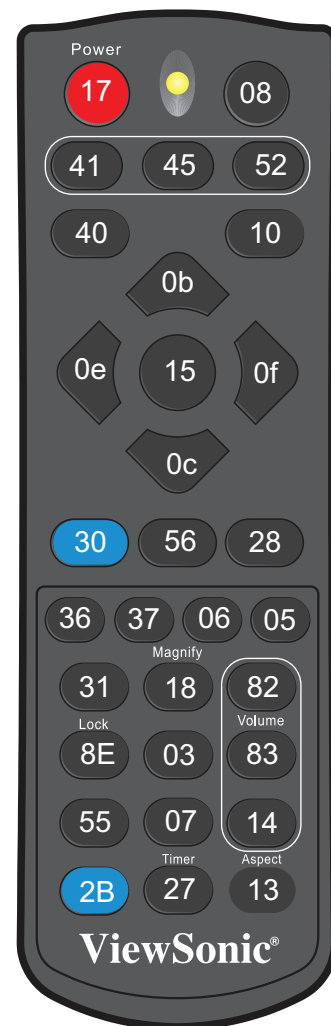 Power
17 08
41 45 52
40 10
0b
0e 15 0f
0c
30 56 28
36 37 06 05
Magnify
31 18 82
Lock Volume
8E 03 83
55 07 14
Timer Aspect
2B 27 13
ViewSonic®